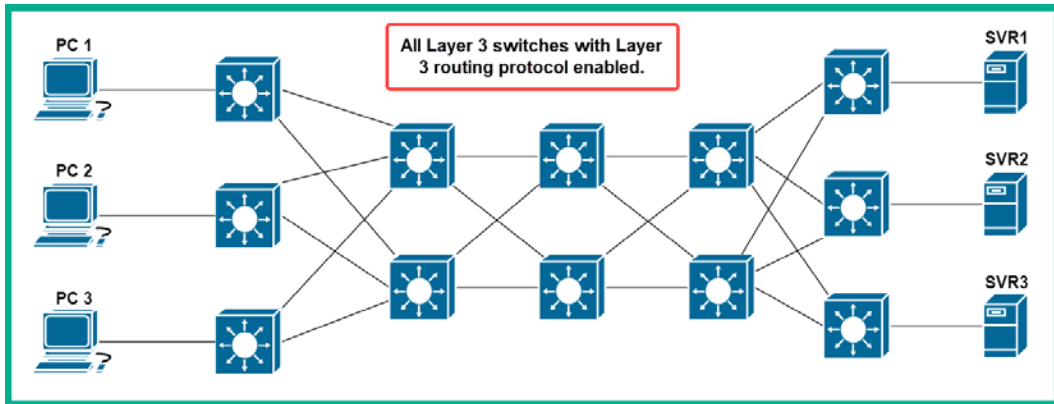 PC 1
All Layer 3 switches with Layer
3 routing protocol enabled.
SVR1
PC 2
SVR2
PC 3
SVR3